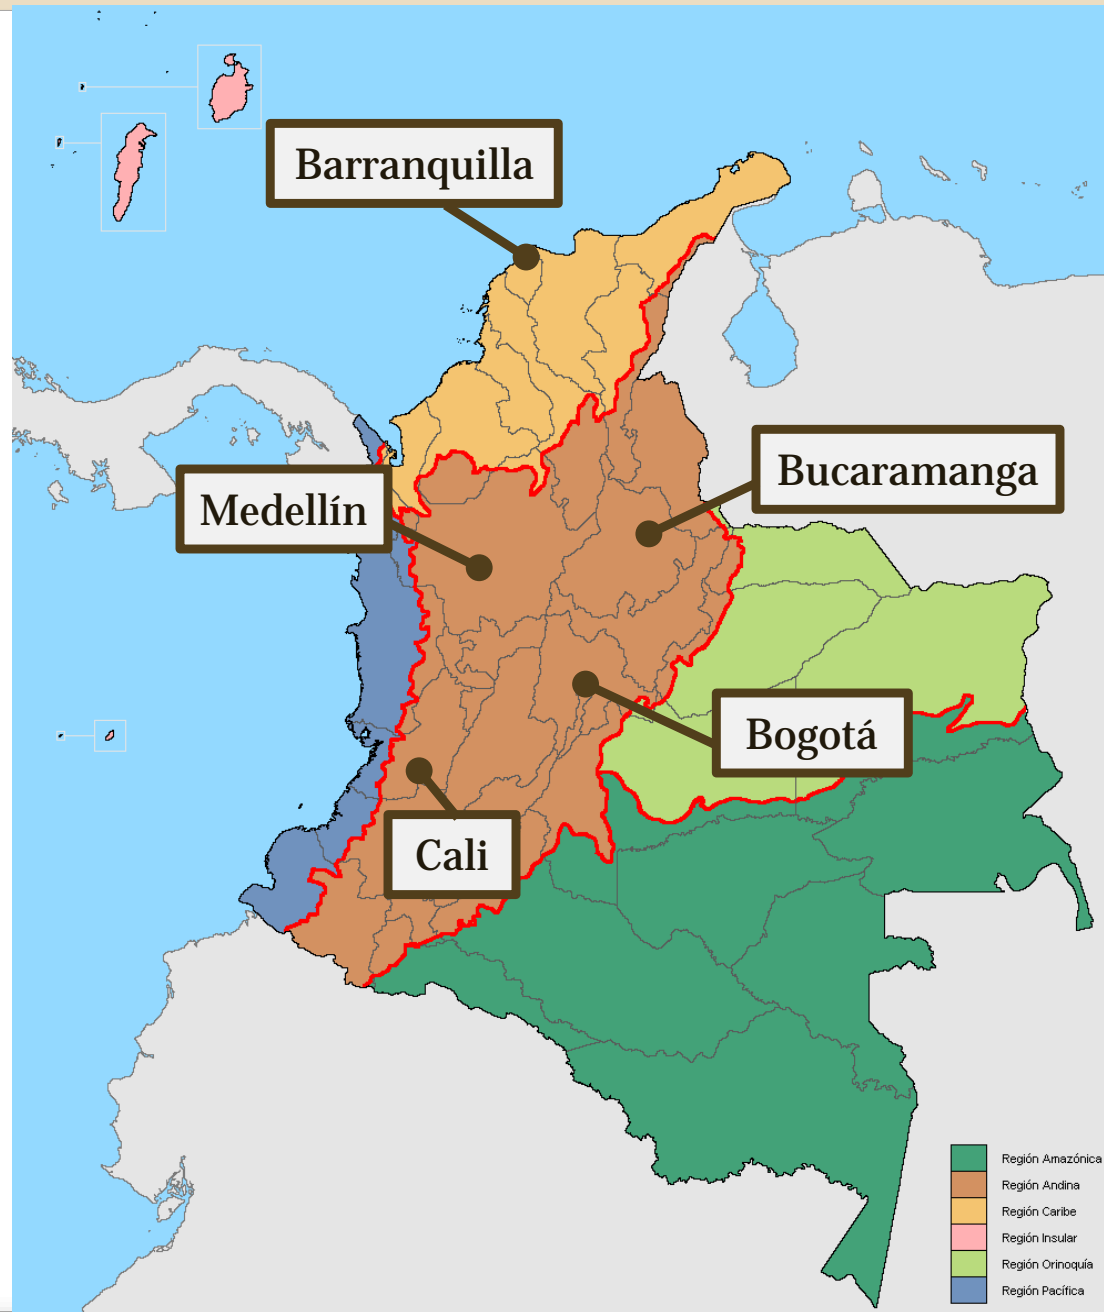 Barranquilla
Bucaramanga
Medellín
Bogotá
Cali
Región Amazónica
Región Andina
Región Caribe
Región Insular
Región Orinoquía
Región Pacífica